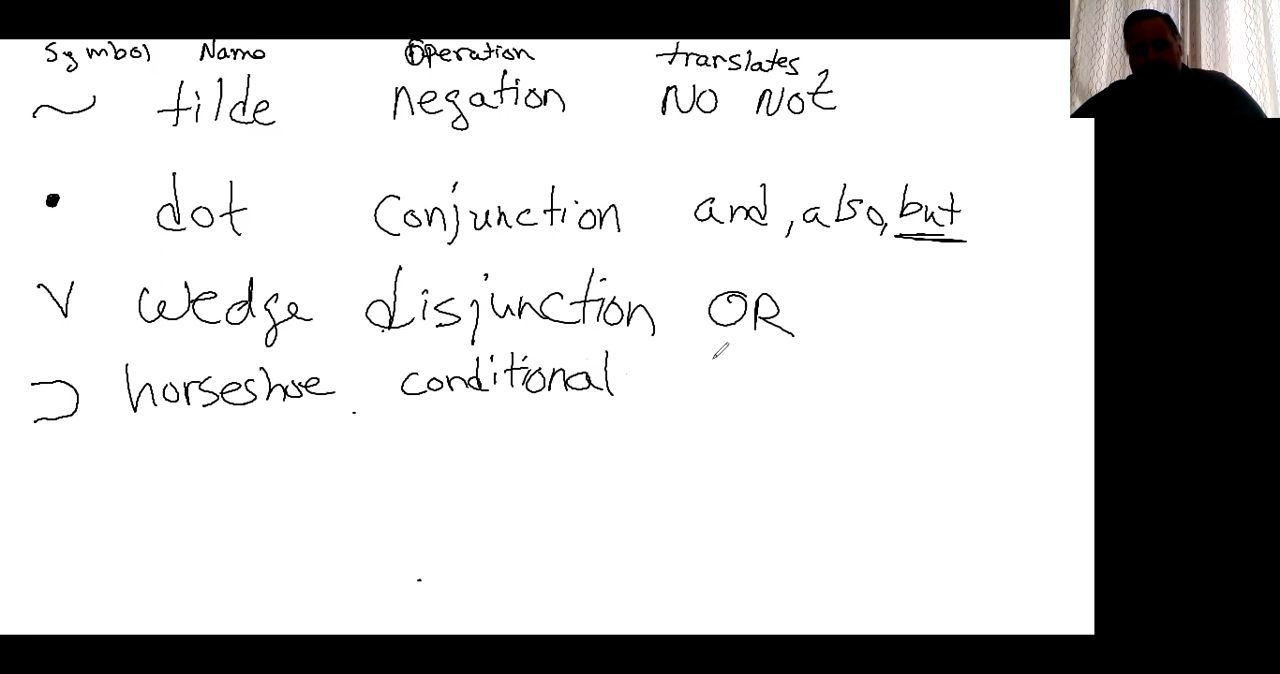 Symbol Name Operation translates
~ tilde negation NO Not
• dot Conjunction and, also, but
v wedge disjunction OR
⊃ horseshoe conditional